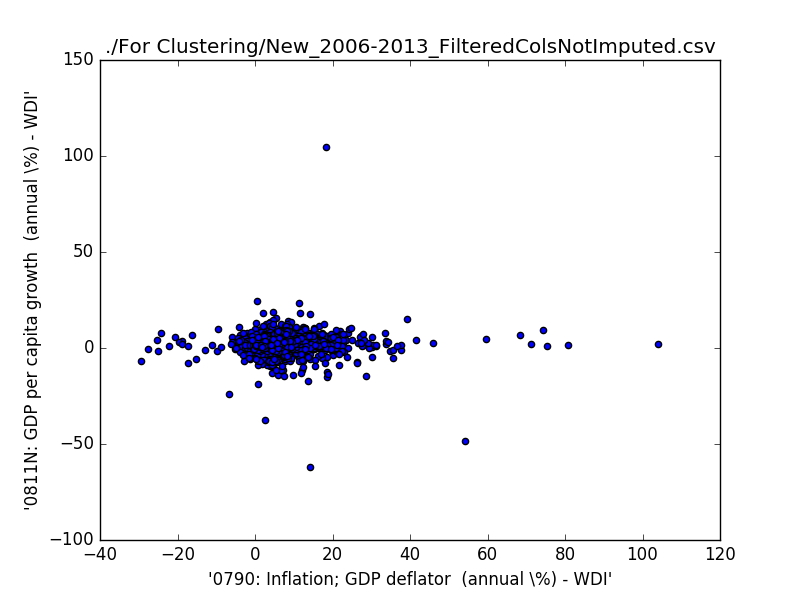 ./For Clustering/New_2006-2013_FilteredColsNotImputed.csv
150
100
50
0
−50
−100
'0811N: GDP per capita growth  (annual \%) - WDI'
−40 −20 0 20 40 60 80 100 120
'0790: Inflation; GDP deflator  (annual \%) - WDI'